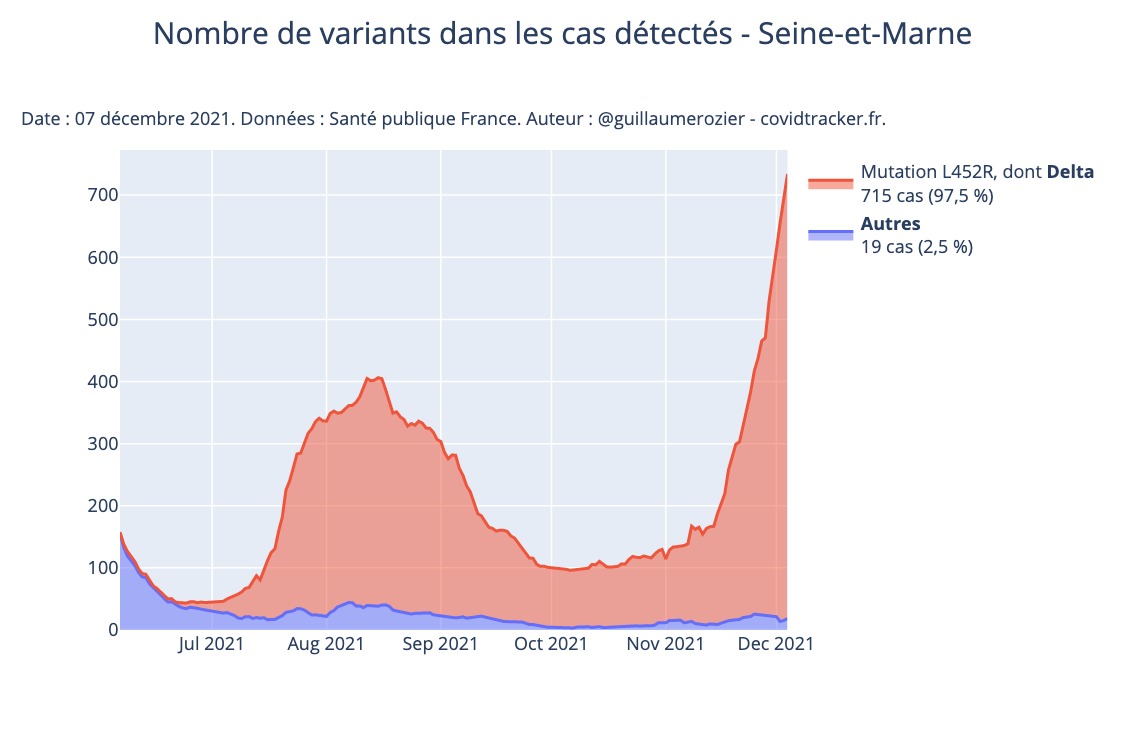 Nombre de variants dans les cas détectés - Seine-et-Marne
Date : 07 décembre 2021. Données : Santé publique France. Auteur : @guillaumerozier - covidtracker.fr.
Mutation L452R, dont Delta
715 cas (97,5 %)
Autres
19 cas (2,5 %)
700
600
500
400
300
200
100
0
Jul 2021 Aug 2021 Sep 2021 Oct 2021 Nov 2021 Dec 2021